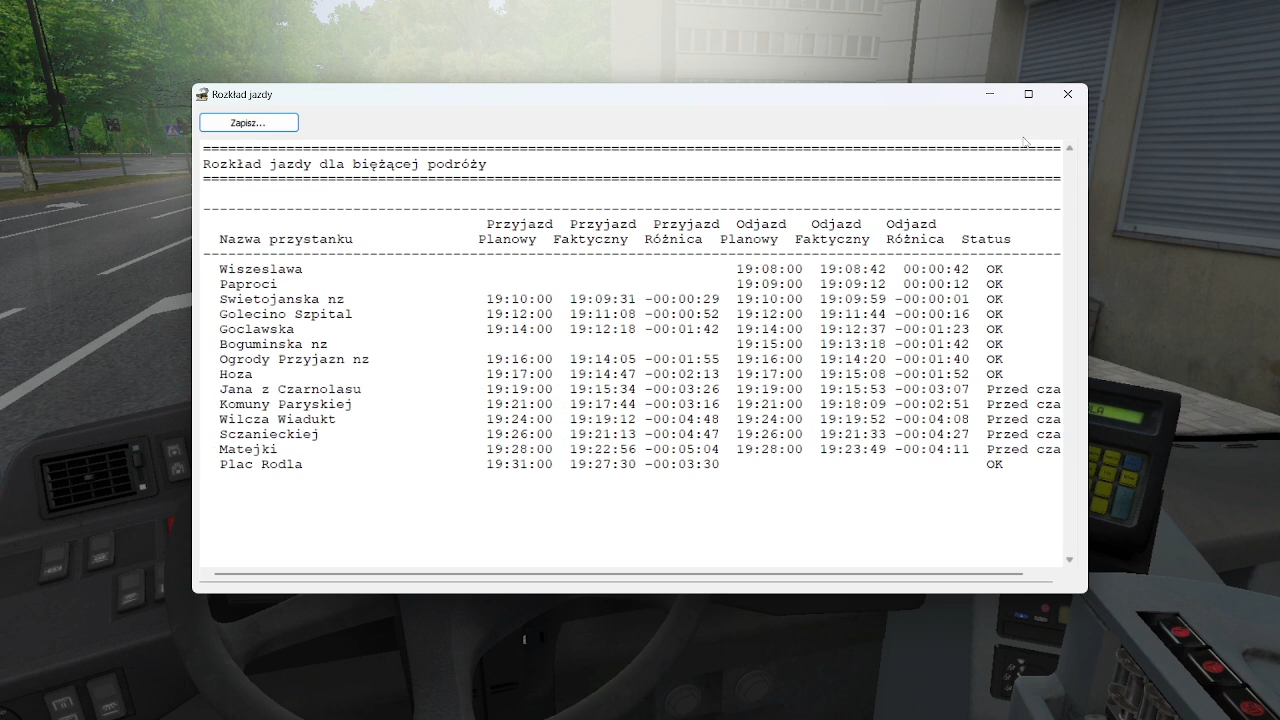 Rozkład jazdy
Zapisz...
Rozkład jazdy dla biężącej podróży
Przyjazd Przyjazd Przyjazd Odjazd Odjazd Odjazd
Nazwa przystanku Planowy Faktyczny Różnica Planowy Faktyczny Różnica Status
Wiszeslawa 19:08:00 19:08:42 00:00:42 OK
Paproci 19:09:00 19:09:12 00:00:12 OK
Swietojanska nz 19:10:00 19:09:31 -00:00:29 19:10:00 19:09:59 -00:00:01 OK
Golecino Szpital 19:12:00 19:11:08 -00:00:52 19:12:00 19:11:44 -00:00:16 OK
Goclawska 19:14:00 19:12:18 -00:01:42 19:14:00 19:12:37 -00:01:23 OK
Boguminska nz 19:15:00 19:13:18 -00:01:42 OK
Ogrody Przyjazn nz 19:16:00 19:14:05 -00:01:55 19:16:00 19:14:20 -00:01:40 OK
Hoza 19:17:00 19:14:47 -00:02:13 19:17:00 19:15:08 -00:01:52 OK
Jana z Czarnolasu 19:19:00 19:15:34 -00:03:26 19:19:00 19:15:53 -00:03:07 Przed cza
Komuny Paryskiej 19:21:00 19:17:44 -00:03:16 19:21:00 19:18:09 -00:02:51 Przed cza
Wilcza Wiadukt 19:24:00 19:19:12 -00:04:48 19:24:00 19:19:52 -00:04:08 Przed cza
Sczanieckiej 19:26:00 19:21:13 -00:04:47 19:26:00 19:21:33 -00:04:27 Przed cza
Matejki 19:28:00 19:22:56 -00:05:04 19:28:00 19:23:49 -00:04:11 Przed cza
Plac Rodla 19:31:00 19:27:30 -00:03:30 OK